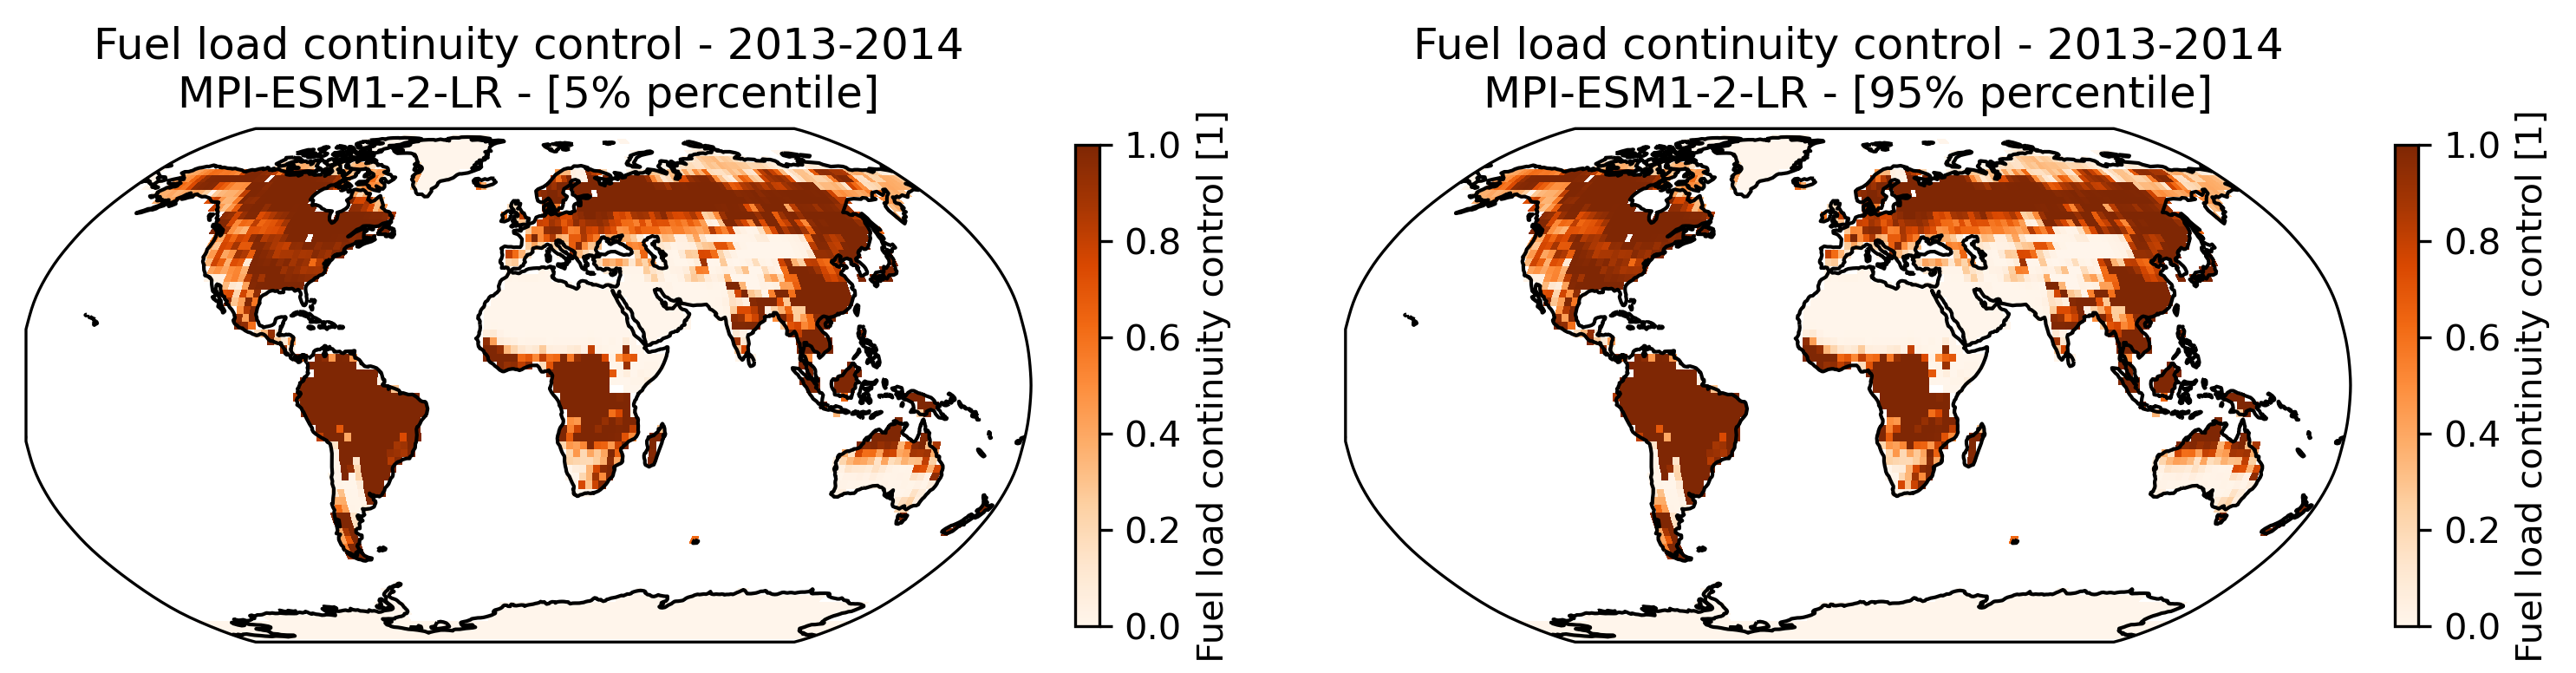 Fuel load continuity control - 2013-2014
MPI-ESM1-2-LR - [5% percentile]
1.0
0.8
0.6
0.4
0.2
0.0
Fuel load continuity control [1]
Fuel load continuity control - 2013-2014
MPI-ESM1-2-LR - [95% percentile]
1.0
0.8
0.6
0.4
0.2
0.0
Fuel load continuity control [1]